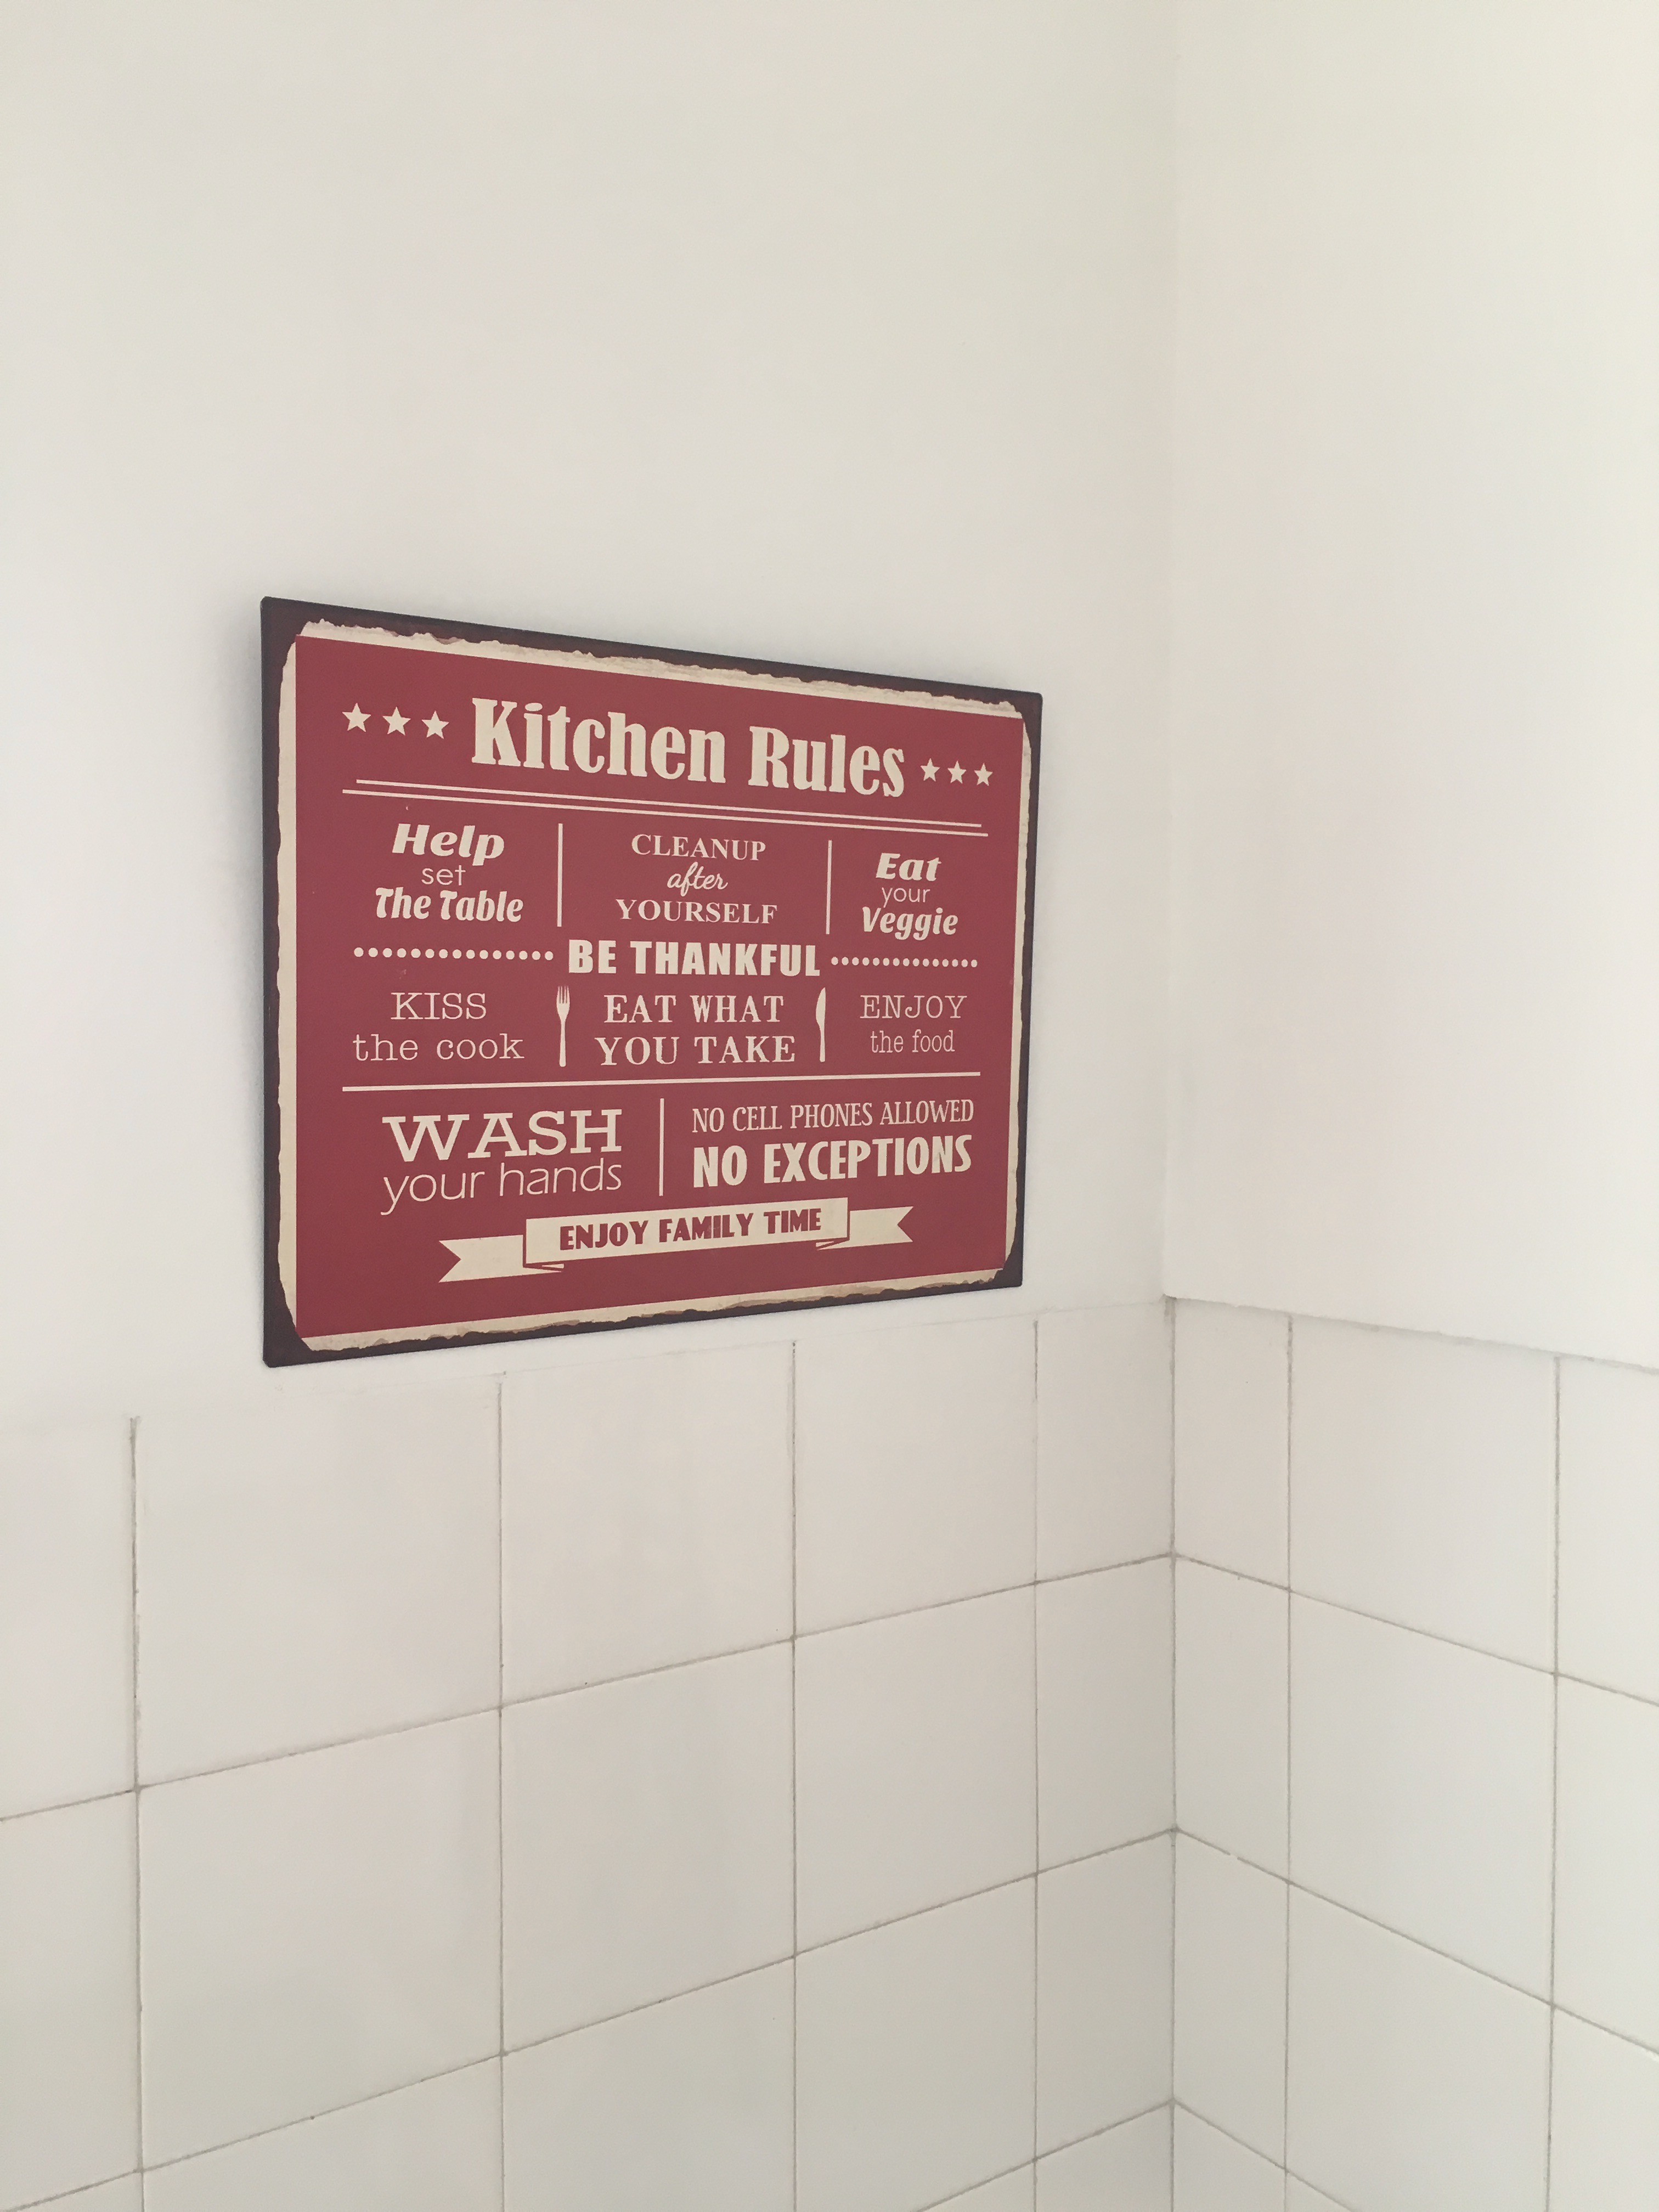 Kitchen Rules
Help
set
The Table
CLEANUP
after
YOURSELF
Eat
your
Veggie
BE THANKFUL
KISS
the cook
EAT WHAT
YOU TAKE
ENJOY
the food
WASH
your hands
NO CELL PHONES ALLOWED
NO EXCEPTIONS
ENJOY FAMILY TIME